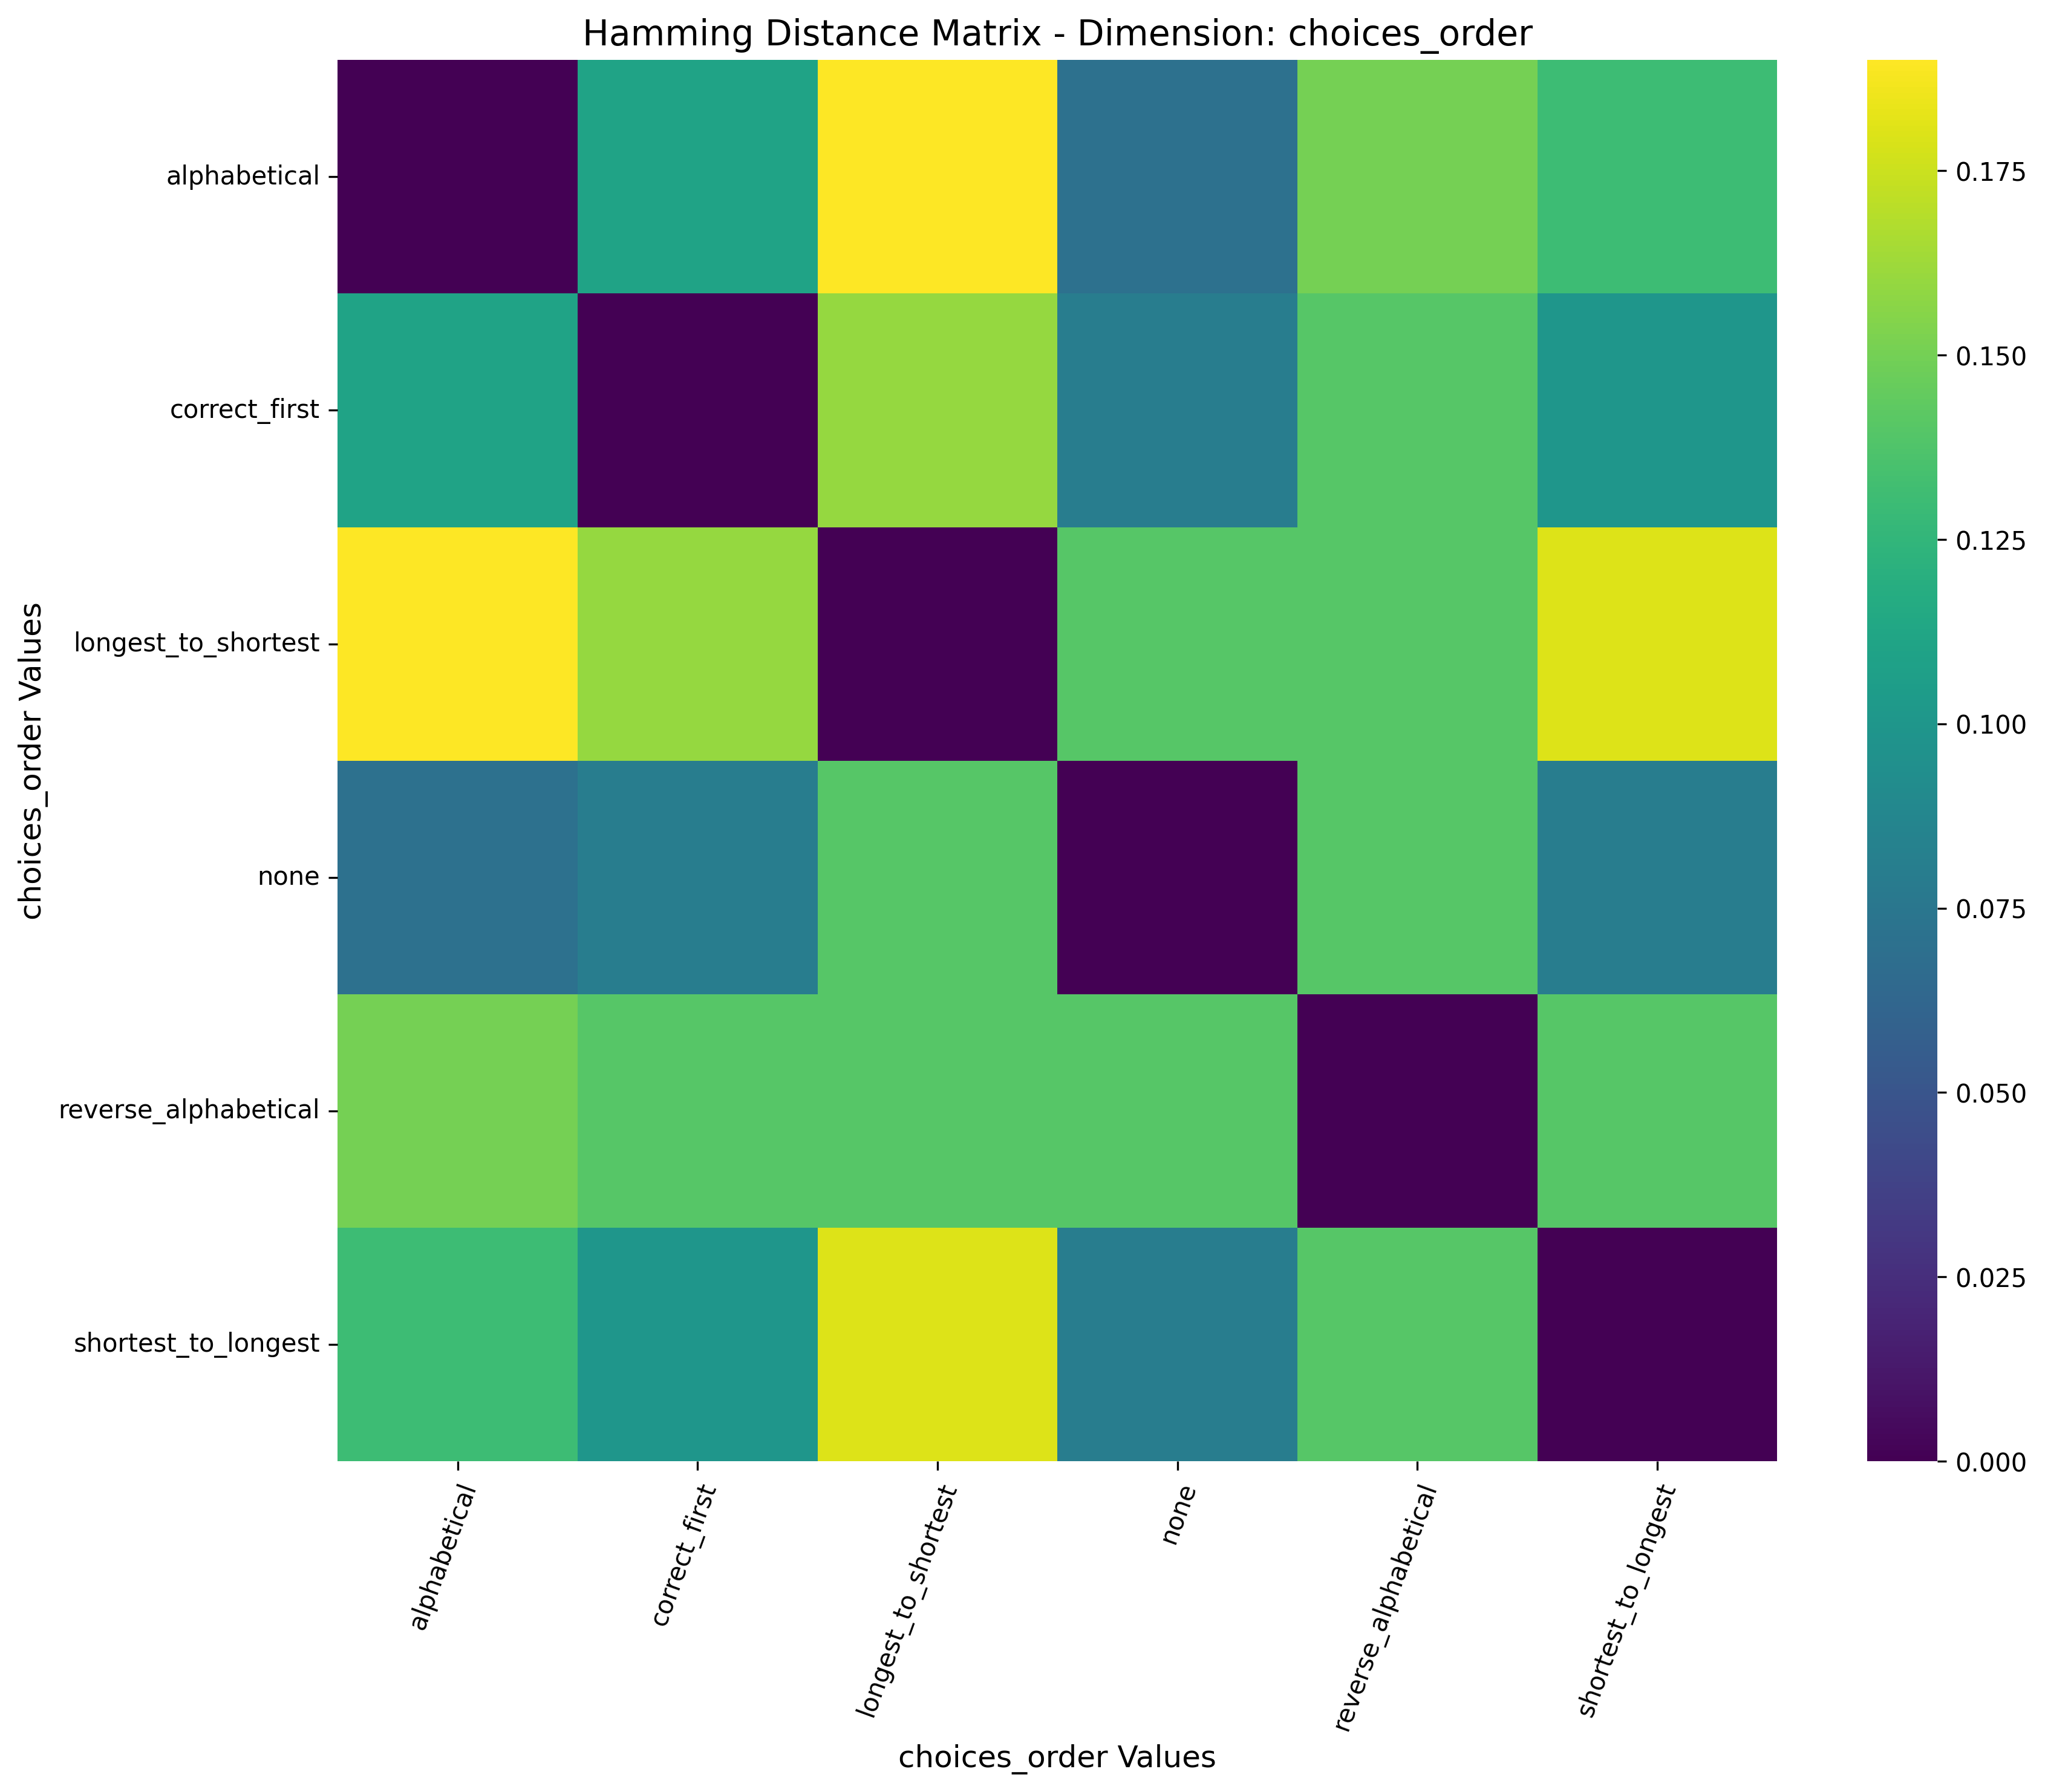 Hamming Distance Matrix - Dimension: choices_order
choices_order Values
alphabetical
correct_first
longest_to_shortest
none
reverse_alphabetical
shortest_to_longest
alphabetical
correct_first
longest_to_shortest
none
reverse_alphabetical
shortest_to_longest
choices_order Values
0.175
0.150
0.125
0.100
0.075
0.050
0.025
0.000